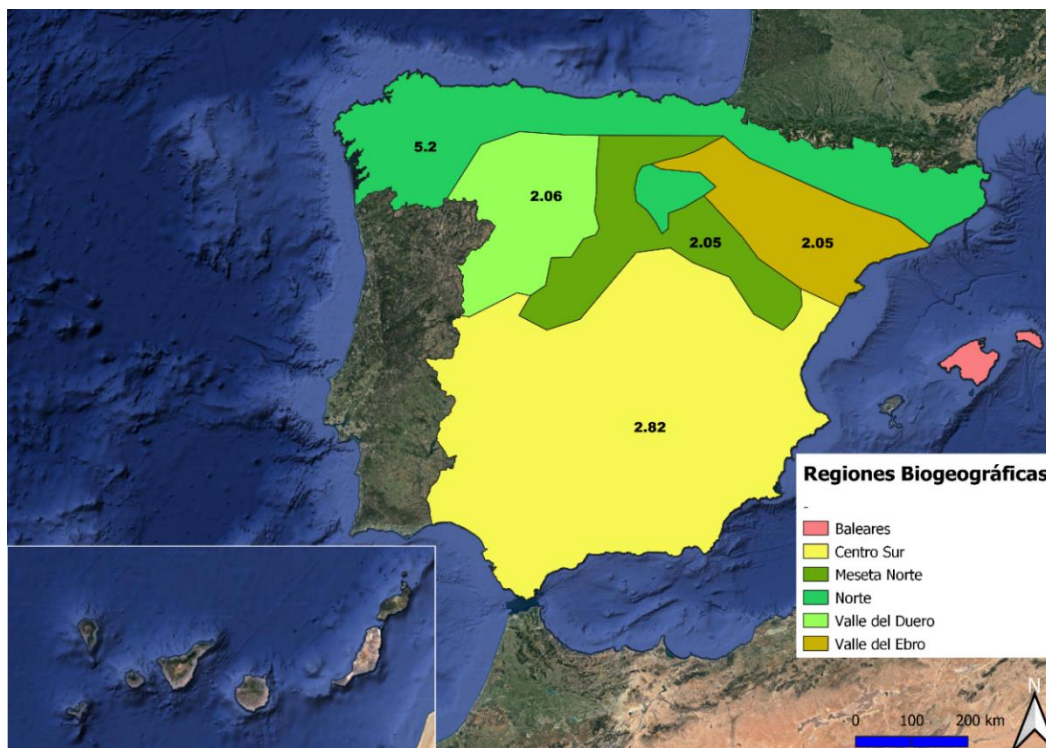 5.2
2.06
2.05
2.05
2.82
Regiones Biogeográficas
-
Baleares
Centro Sur
Meseta Norte
Norte
Valle del Duero
Valle del Ebro
N
0 100 200 km